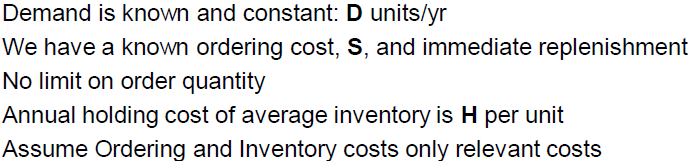 Demand is known and constant: D units/yr
We have a known ordering cost, S, and immediate replenishment
No limit on order quantity
Annual holding cost of average inventory is H per unit
Assume Ordering and Inventory costs only relevant costs